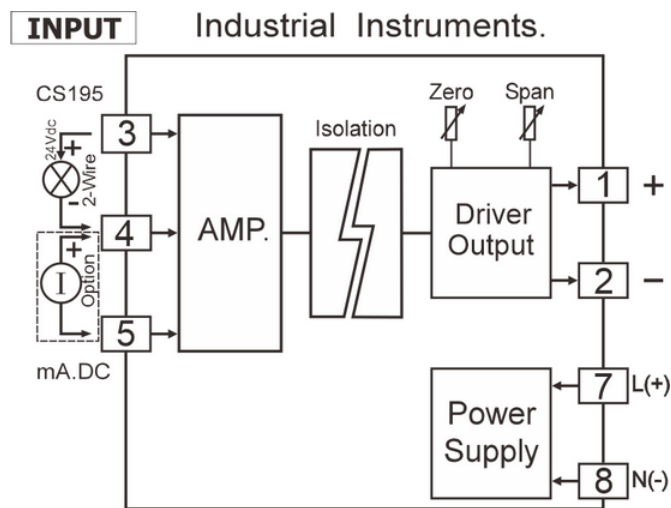 INPUT Industrial Instruments.
CS195
Zero Span
3
24Vdc
+
2-Wire
-
Isolation
AMP.
4
+
I
Option
5
mA.DC
Driver
Output
1 +
2 −
Power
Supply
7 L(+)
8 N(-)